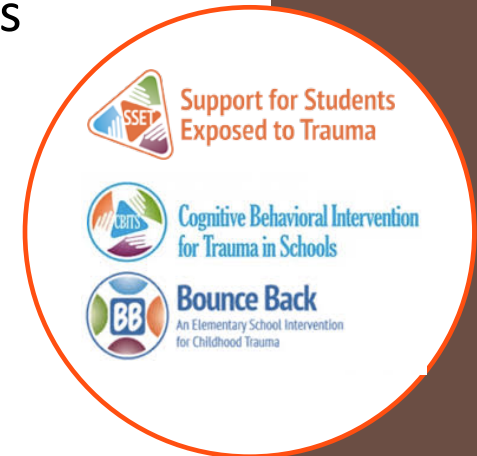 s
SSET
Support for Students
Exposed to Trauma
CBITS
Cognitive Behavioral Intervention
for Trauma in Schools
BB
Bounce Back
An Elementary School Intervention
for Childhood Trauma